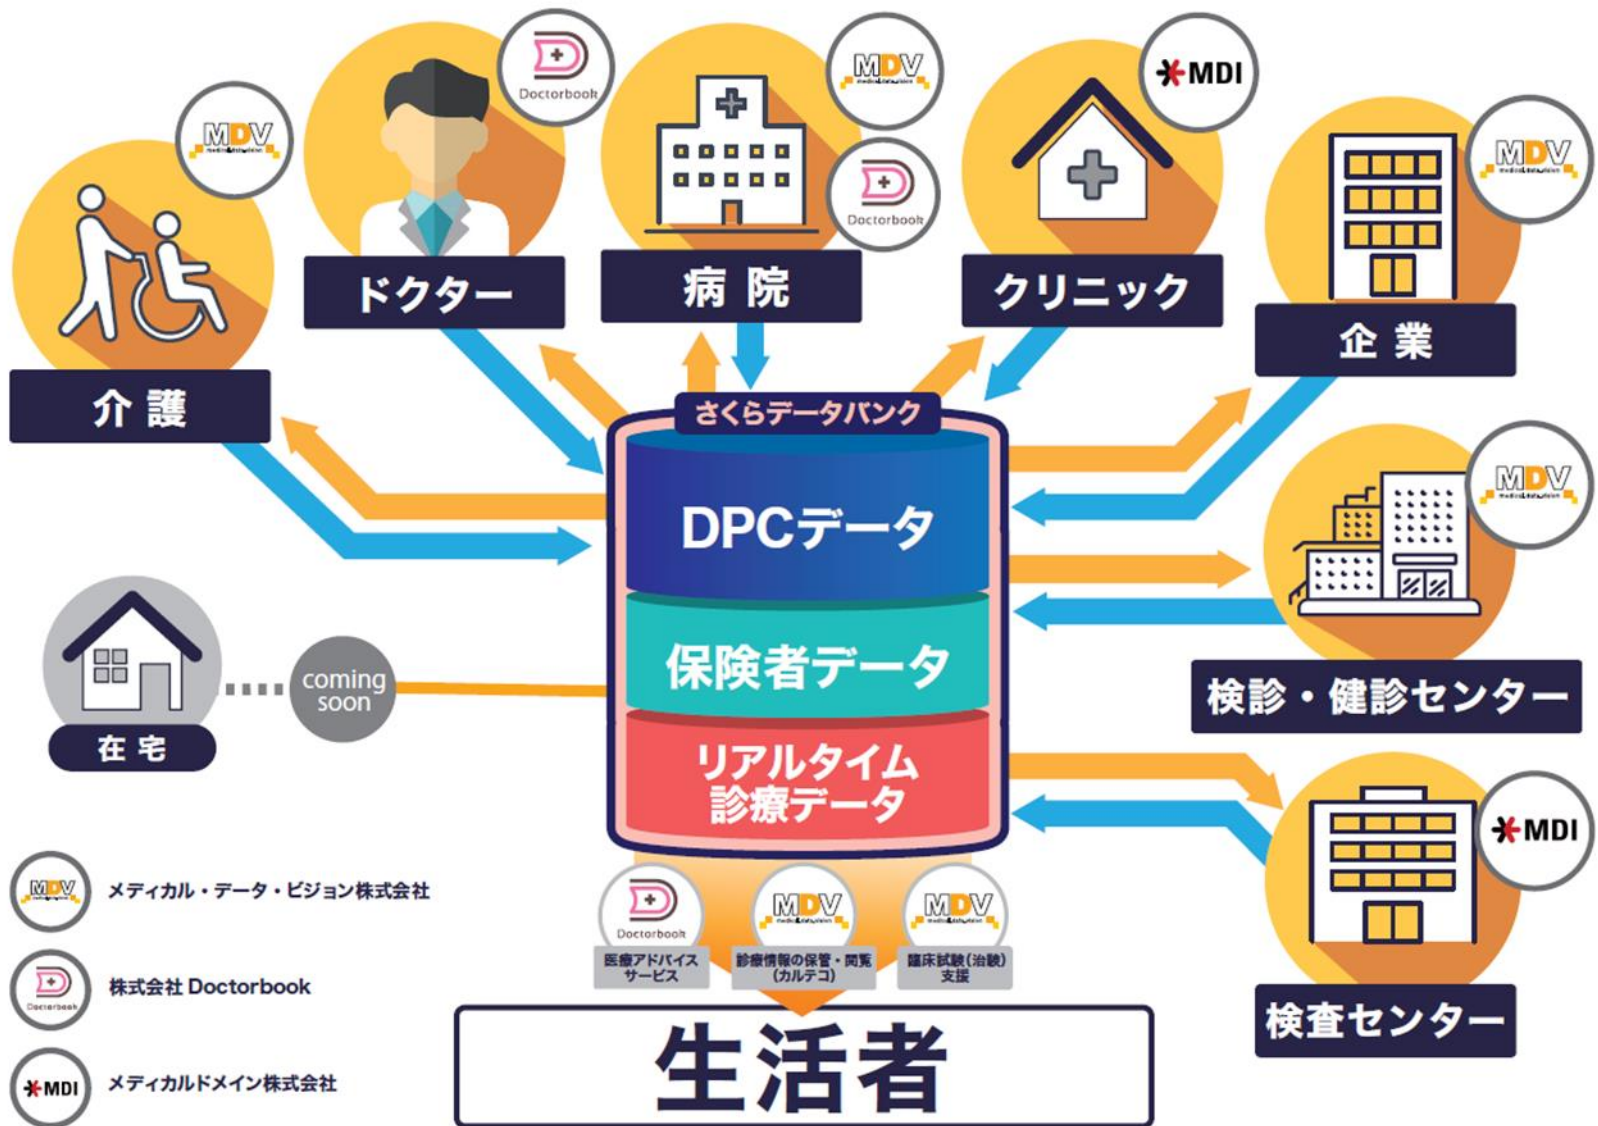 MDV
Doctorbook
MDV
Doctorbook
MDI
MDV
介護
ドクター
病院
クリニック
企業
さくらデータバンク
DPCデータ
保険者データ
リアルタイム
診療データ
MDV
検診・健診センター
coming
soon
在宅
MDI
検査センター
MDV
メディカル・データ・ビジョン株式会社
Doctorbook
株式会社 Doctorbook
MDI
メディカルドメイン株式会社
Doctorbook
医療アドバイス
サービス
MDV
診療情報の保管・閲覧
(カルテコ)
MDV
臨床試験(治験)
支援
生活者